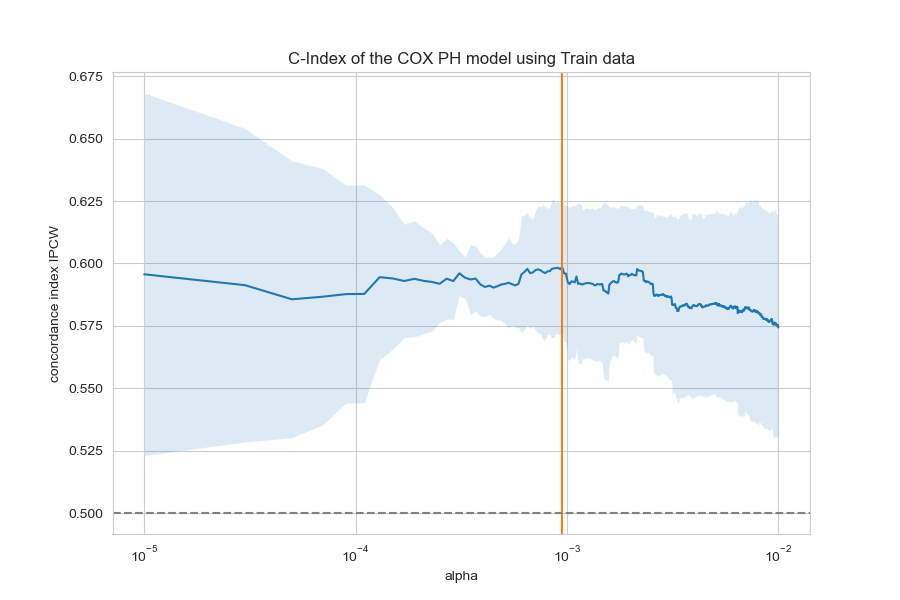 C-Index of the COX PH model using Train data
concordance index IPCW
0.675
0.650
0.625
0.600
0.575
0.550
0.525
0.500
10⁻⁵ 10⁻⁴ 10⁻³ 10⁻²
alpha